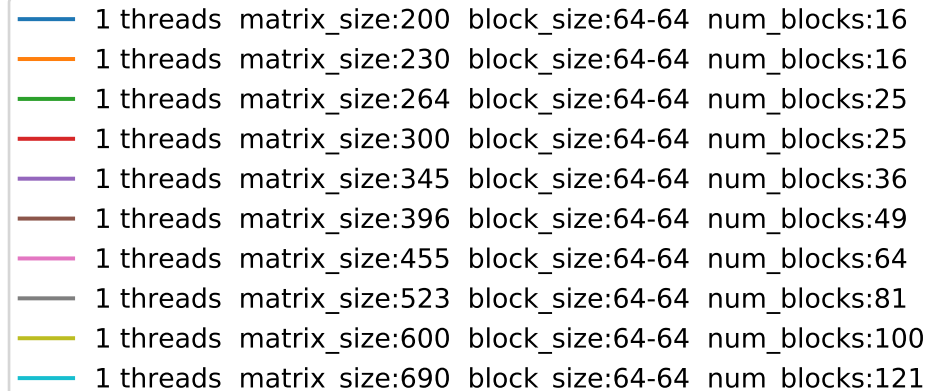 1 threads matrix_size:200 block_size:64-64 num_blocks:16
1 threads matrix_size:230 block_size:64-64 num_blocks:16
1 threads matrix_size:264 block_size:64-64 num_blocks:25
1 threads matrix_size:300 block_size:64-64 num_blocks:25
1 threads matrix_size:345 block_size:64-64 num_blocks:36
1 threads matrix_size:396 block_size:64-64 num_blocks:49
1 threads matrix_size:455 block_size:64-64 num_blocks:64
1 threads matrix_size:523 block_size:64-64 num_blocks:81
1 threads matrix_size:600 block_size:64-64 num_blocks:100
1 threads matrix_size:690 block_size:64-64 num_blocks:121